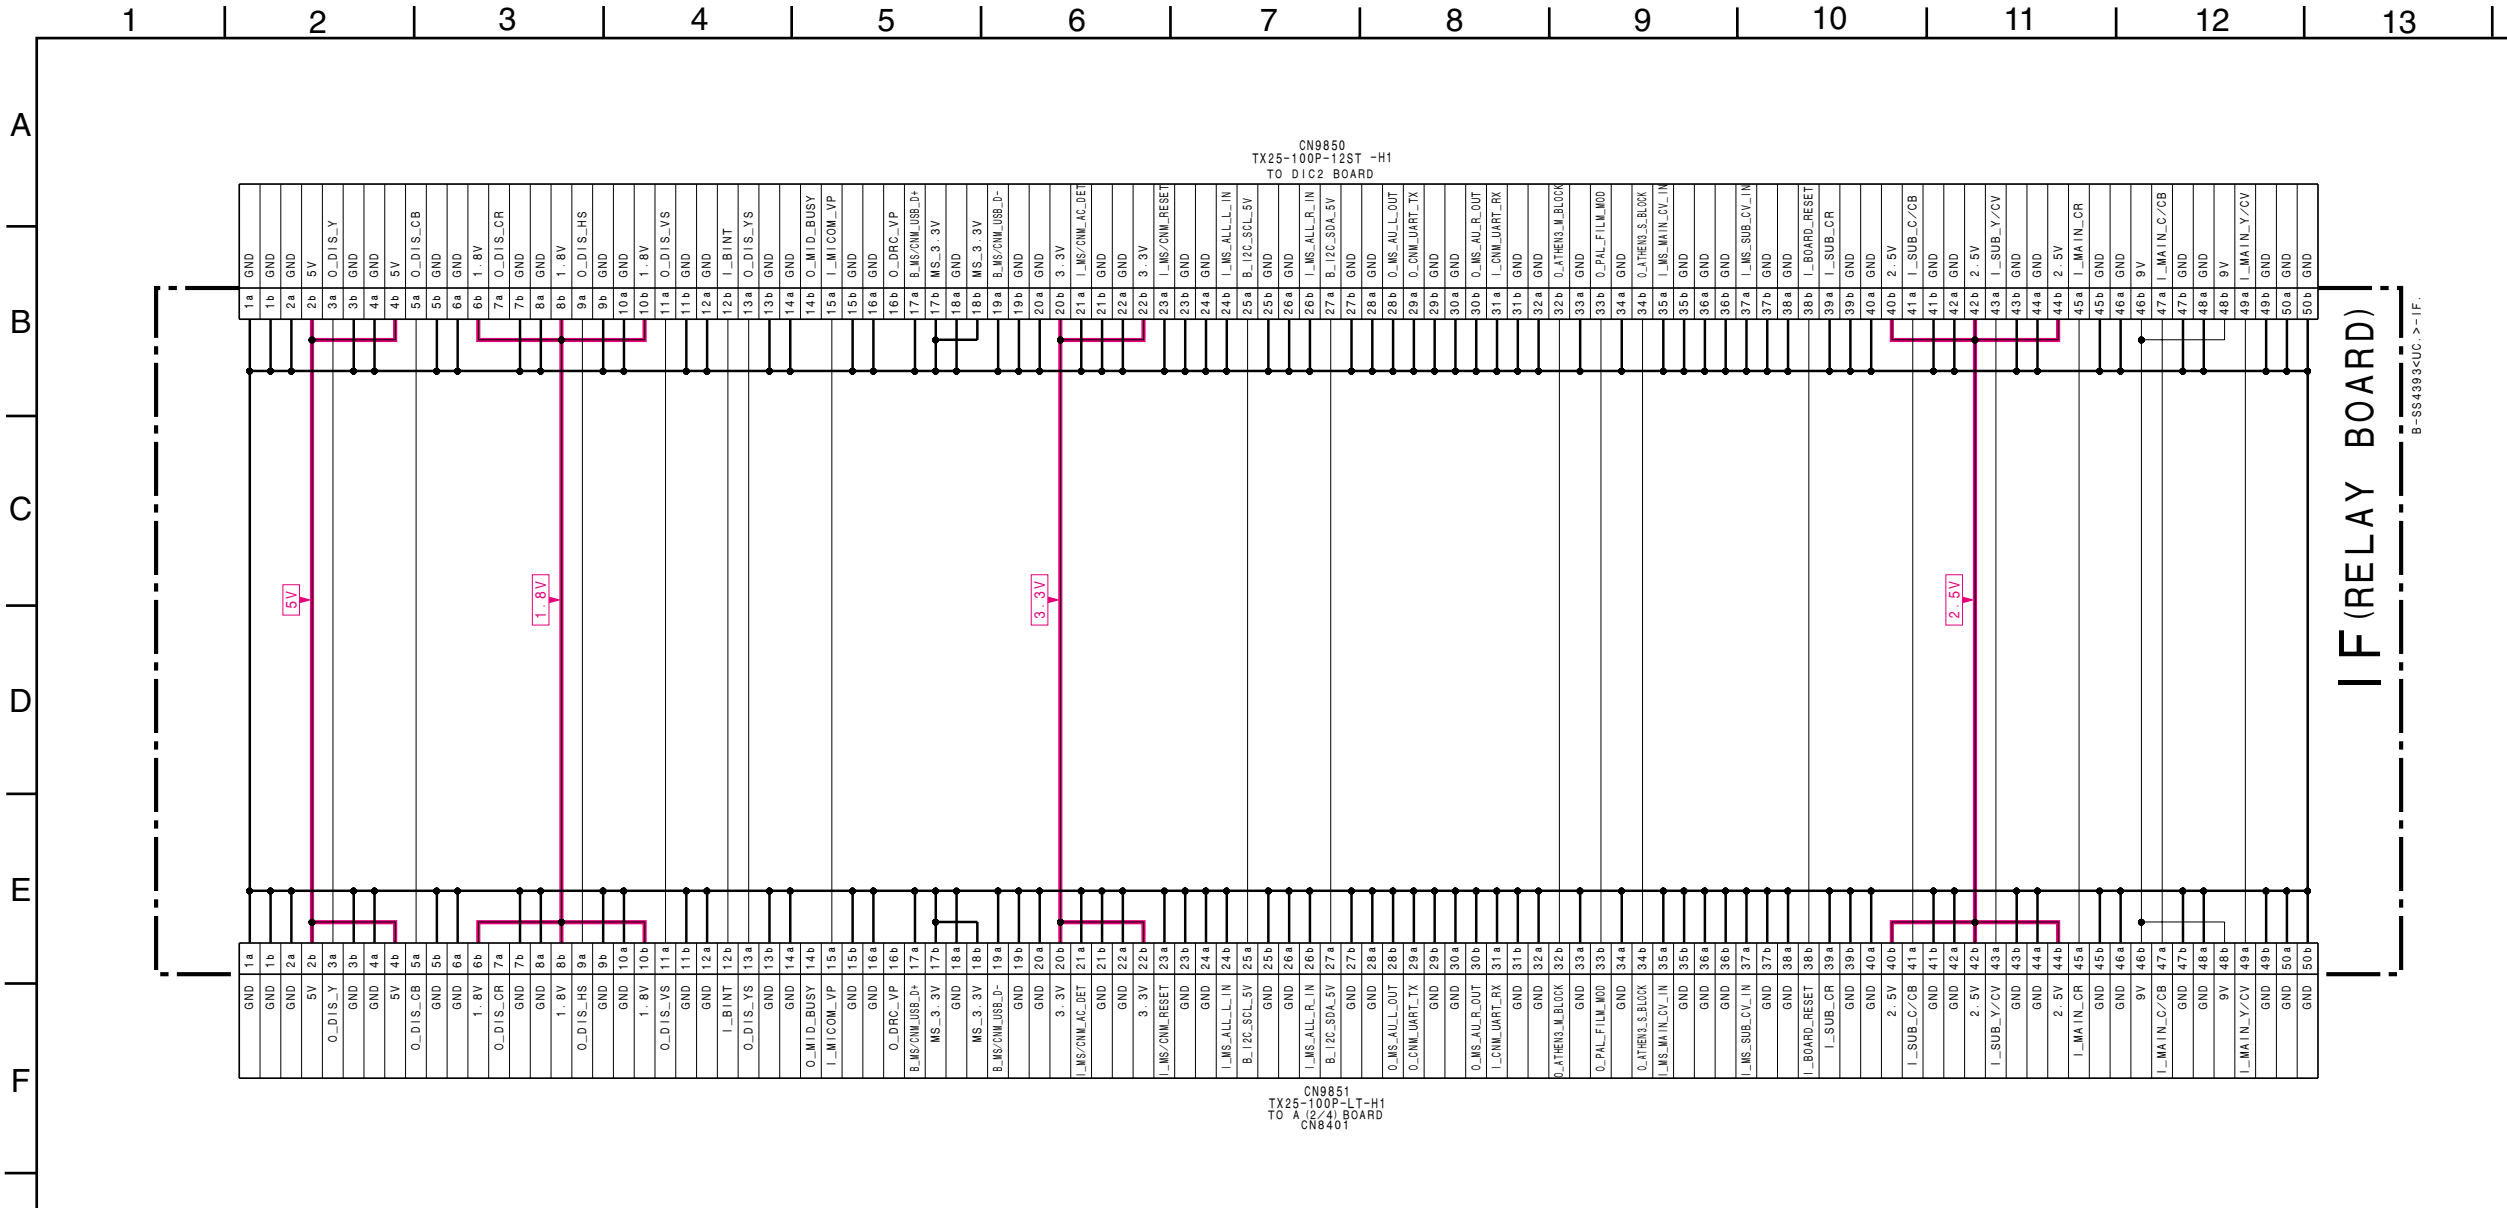 1 2 3 4 5 6 7 8 9 10 11 12 13
A
B
C
D
E
F
CN9850
TX25-100P-12ST -H1
TO DIC2 BOARD
GND 1a
GND 1b
GND 2a
5V 2b
O_DIS_Y 3a
GND 3b
GND 4a
5V 4b
O_DIS_CB 5a
GND 5b
GND 6a
1.8V 6b
O_DIS_CR 7a
GND 7b
GND 8a
1.8V 8b
O_DIS_HS 9a
GND 9b
GND 10a
1.8V 10b
O_DIS_VS 11a
GND 11b
GND 12a
I_BINT 12b
O_DIS_YS 13a
GND 13b
GND 14a
O_MID_BUSY 14b
I_MICOM_VP 15a
GND 15b
GND 16a
O_DRC_VP 16b
B_MS/CNM_USB_D+ 17a
MS_3.3V 17b
GND 18a
MS_3.3V 18b
B_MS/CNM_USB_D- 19a
GND 19b
GND 20a
3.3V 20b
I_MS/CNM_AC_DET 21a
GND 21b
GND 22a
3.3V 22b
I_MS/CNM_RESET 23a
GND 23b
GND 24a
I_MS_ALL_L_IN 24b
B_I2C_SCL_5V 25a
GND 25b
GND 26a
I_MS_ALL_R_IN 26b
B_I2C_SDA_5V 27a
GND 27b
GND 28a
O_MS_AU_L_OUT 28b
O_CNM_UART_TX 29a
GND 29b
GND 30a
O_MS_AU_R_OUT 30b
I_CNM_UART_RX 31a
GND 31b
GND 32a
O_ATHEN3_M_BLOCK 32b
GND 33a
O_PAL_FILM_MOD 33b
GND 34a
O_ATHEN3_S_BLOCK 34b
I_MS_MAIN_CV_IN 35a
GND 35b
GND 36a
GND 36b
I_MS_SUB_CV_IN 37a
GND 37b
GND 38a
I_BOARD_RESET 38b
I_SUB_CR 39a
GND 39b
GND 40a
2.5V 40b
I_SUB_C/CB 41a
GND 41b
GND 42a
2.5V 42b
I_SUB_Y/CV 43a
GND 43b
GND 44a
2.5V 44b
I_MAIN_CR 45a
GND 45b
GND 46a
9V 46b
I_MAIN_C/CB 47a
GND 47b
GND 48a
9V 48b
I_MAIN_Y/CV 49a
GND 49b
GND 50a
GND 50b
5V
1.8V
3.3V
2.5V
IF (RELAY BOARD)
B-SS4393<UC.>-IF.
1a GND
1b GND
2a GND
2b 5V
3a O_DIS_Y
3b GND
4a GND
4b 5V
5a O_DIS_CB
5b GND
6a GND
6b 1.8V
7a O_DIS_CR
7b GND
8a GND
8b 1.8V
9a O_DIS_HS
9b GND
10a GND
10b 1.8V
11a O_DIS_VS
11b GND
12a GND
12b I_BINT
13a O_DIS_YS
13b GND
14a GND
14b O_MID_BUSY
15a I_MICOM_VP
15b GND
16a GND
16b O_DRC_VP
17a B_MS/CNM_USB_D+
17b MS_3.3V
18a GND
18b MS_3.3V
19a B_MS/CNM_USB_D-
19b GND
20a GND
20b 3.3V
21a I_MS/CNM_AC_DET
21b GND
22a GND
22b 3.3V
23a I_MS/CNM_RESET
23b GND
24a GND
24b I_MS_ALL_L_IN
25a B_I2C_SCL_5V
25b GND
26a GND
26b I_MS_ALL_R_IN
27a B_I2C_SDA_5V
27b GND
28a GND
28b O_MS_AU_L_OUT
29a O_CNM_UART_TX
29b GND
30a GND
30b O_MS_AU_R_OUT
31a I_CNM_UART_RX
31b GND
32a GND
32b O_ATHEN3_M_BLOCK
33a GND
33b O_PAL_FILM_MOD
34a GND
34b O_ATHEN3_S_BLOCK
35a I_MS_MAIN_CV_IN
35b GND
36a GND
36b GND
37a I_MS_SUB_CV_IN
37b GND
38a GND
38b I_BOARD_RESET
39a I_SUB_CR
39b GND
40a GND
40b 2.5V
41a I_SUB_C/CB
41b GND
42a GND
42b 2.5V
43a I_SUB_Y/CV
43b GND
44a GND
44b 2.5V
45a I_MAIN_CR
45b GND
46a GND
46b 9V
47a I_MAIN_C/CB
47b GND
48a GND
48b 9V
49a I_MAIN_Y/CV
49b GND
50a GND
50b GND
CN9851
TX25-100P-LT-H1
TO A (2/4) BOARD
CN8401